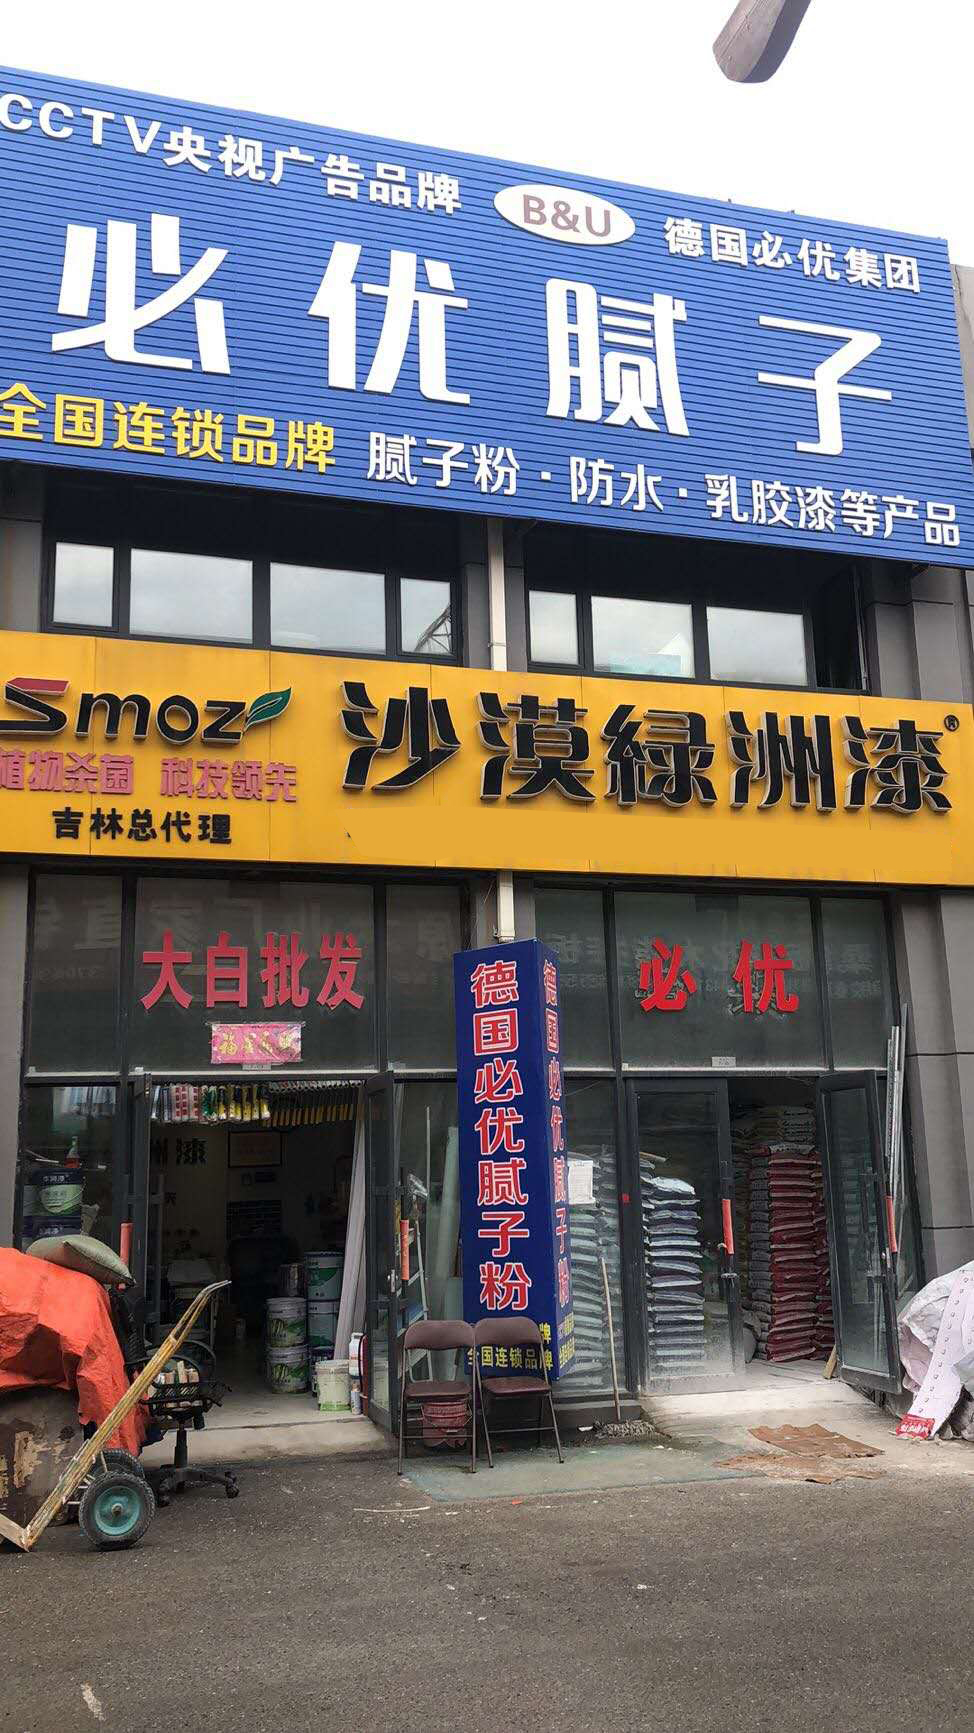 CCTV央视广告品牌
B&U
德国必优集团
必优腻子
全国连锁品牌
腻子粉·防水·乳胶漆等产品
Smoz
沙漠緑洲漆®
植物杀菌 科技领先
吉林总代理
大白批发
必优
德国必优腻子粉
德国必优腻子粉
全国连锁品牌
洲漆